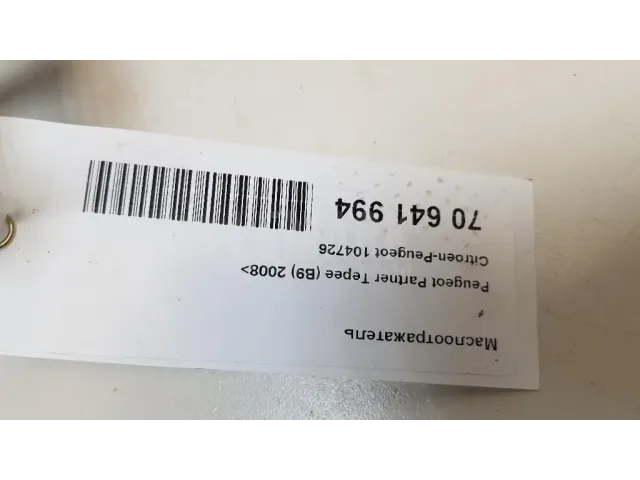 Маслоотражатель
Peugeot Partner Tepee (B9) 2008>
Citroen-Peugeot 104726
70 641 994